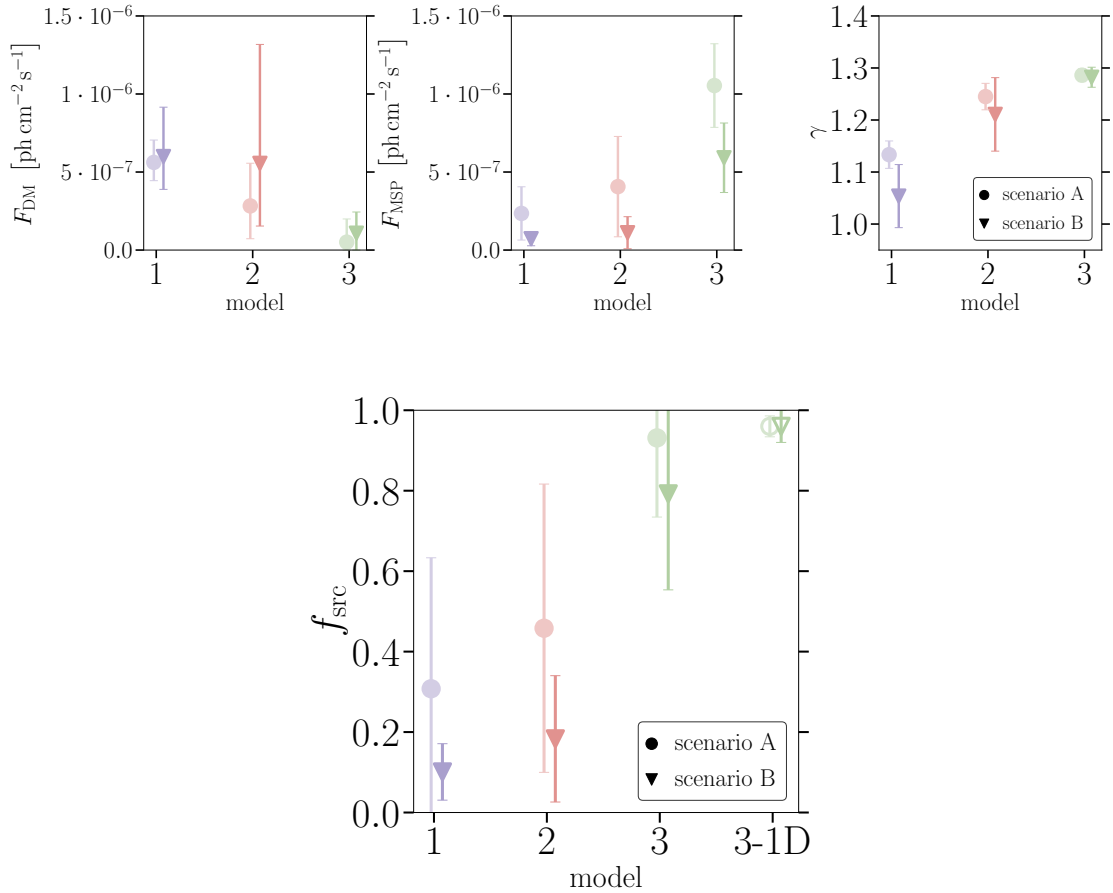 F_DM [ph cm⁻² s⁻¹]
1.5 · 10⁻⁶
1 · 10⁻⁶
5 · 10⁻⁷
0.0
1 2 3
model
F_MSP [ph cm⁻² s⁻¹]
1.5 · 10⁻⁶
1 · 10⁻⁶
5 · 10⁻⁷
0.0
1 2 3
model
γ
1.4
1.3
1.2
1.1
1.0
scenario A
scenario B
1 2 3
model
f_src
1.0
0.8
0.6
0.4
0.2
0.0
scenario A
scenario B
1 2 3 3-1D
model